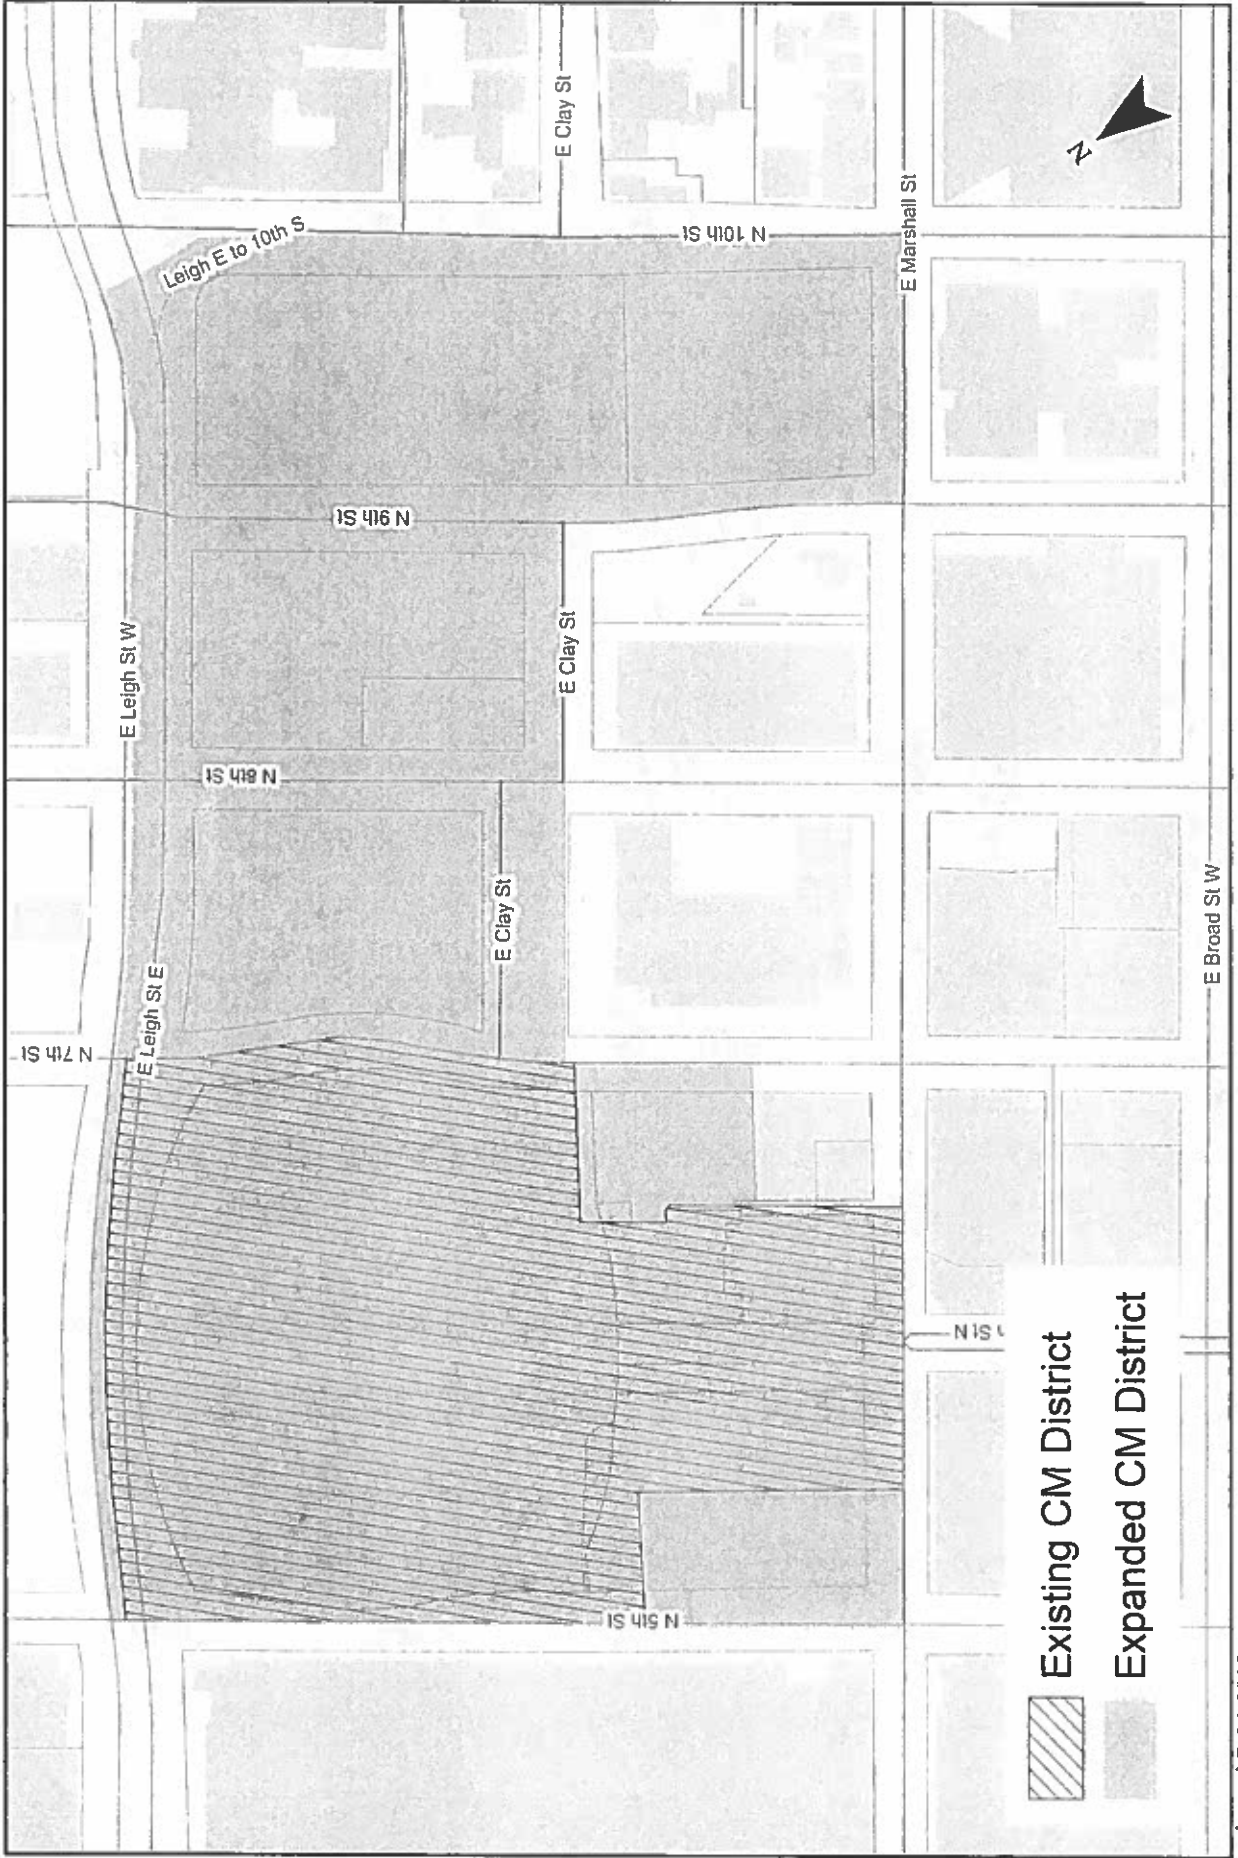 E Clay St
Leigh E to 10th S
N 10th St
E Marshall St
N 9th St
E Leigh St W
E Clay St
N 8th St
E Clay St
E Broad St W
E Leigh St E
N 7th St
St N
N 5th St
N
Existing CM District
Expanded CM District